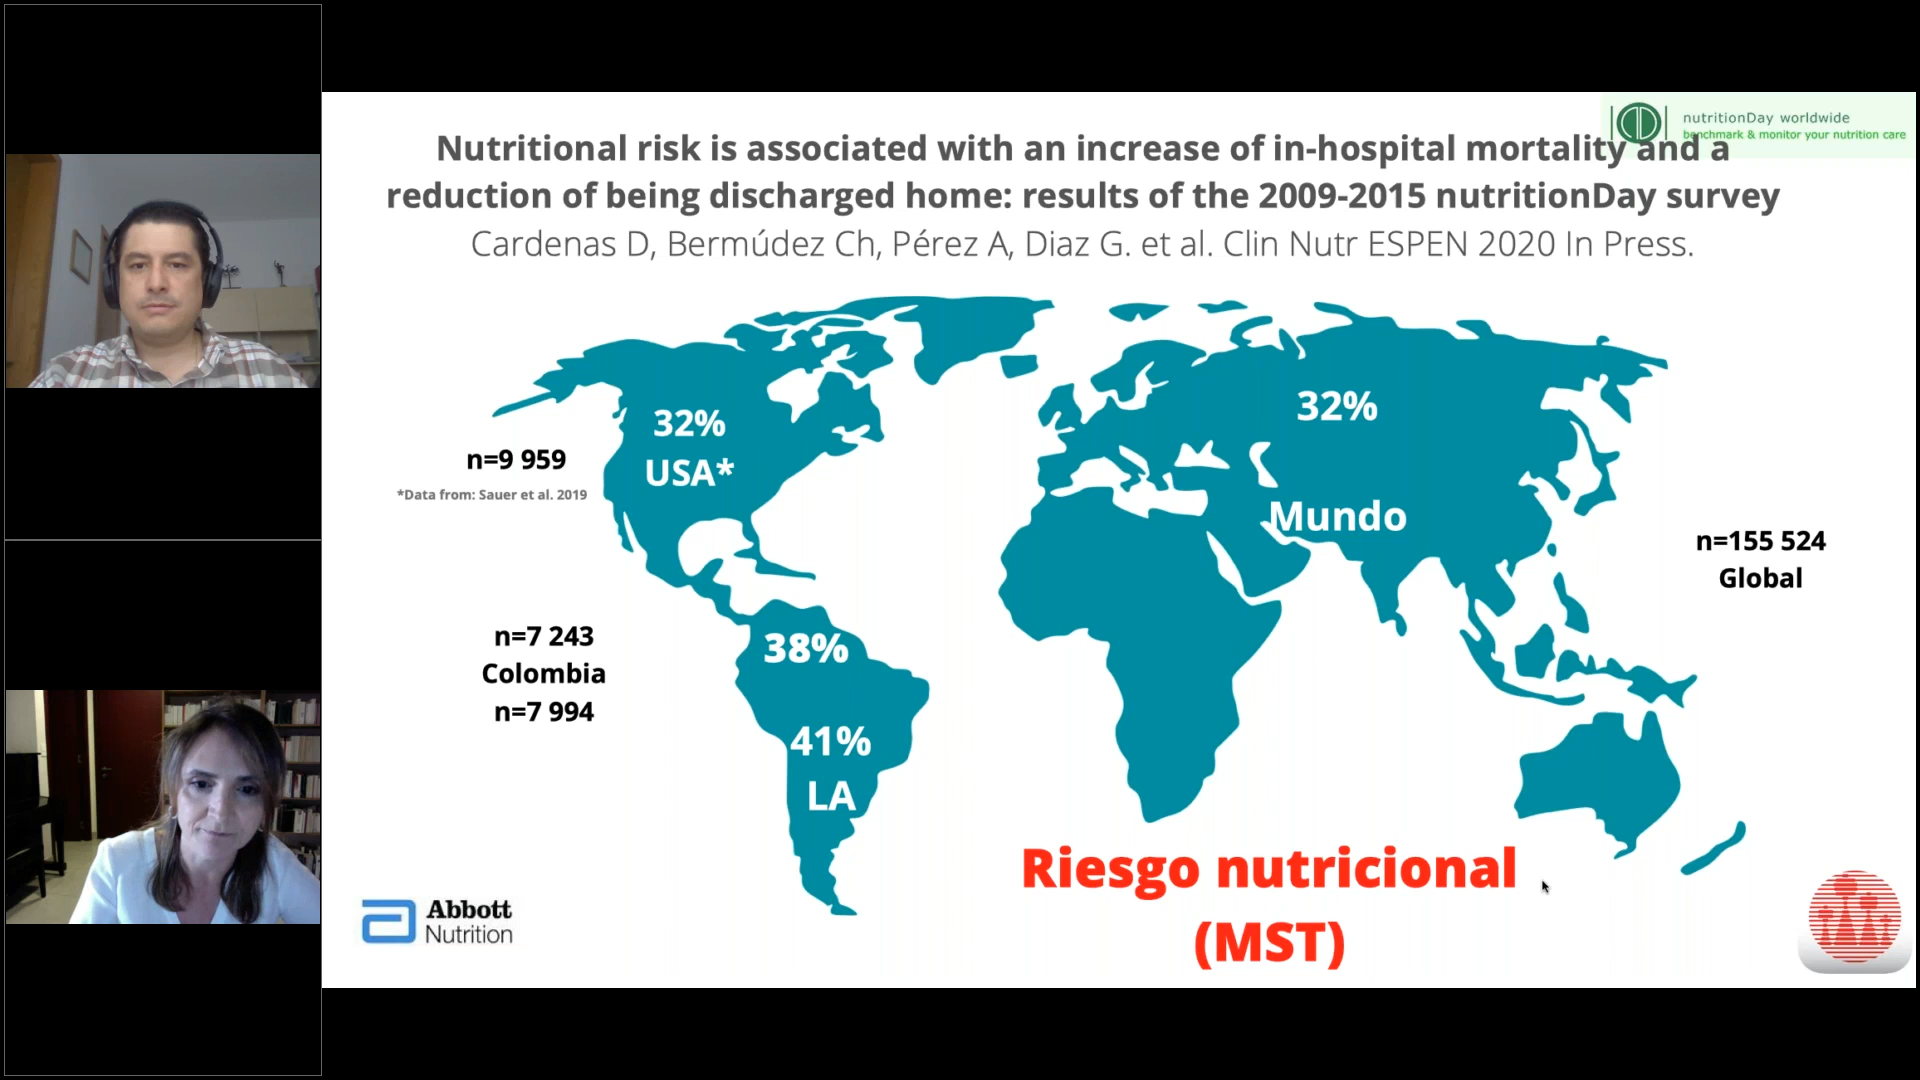 nutritionDay worldwide
benchmark & monitor your nutrition care
Nutritional risk is associated with an increase of in-hospital mortality and a
reduction of being discharged home: results of the 2009-2015 nutritionDay survey
Cardenas D, Bermúdez Ch, Pérez A, Diaz G. et al. Clin Nutr ESPEN 2020 In Press.
32%
USA*
n=9 959
*Data from: Sauer et al. 2019
32%
Mundo
n=155 524
Global
n=7 243
Colombia
n=7 994
38%
41%
LA
Riesgo nutricional
(MST)
Abbott
Nutrition